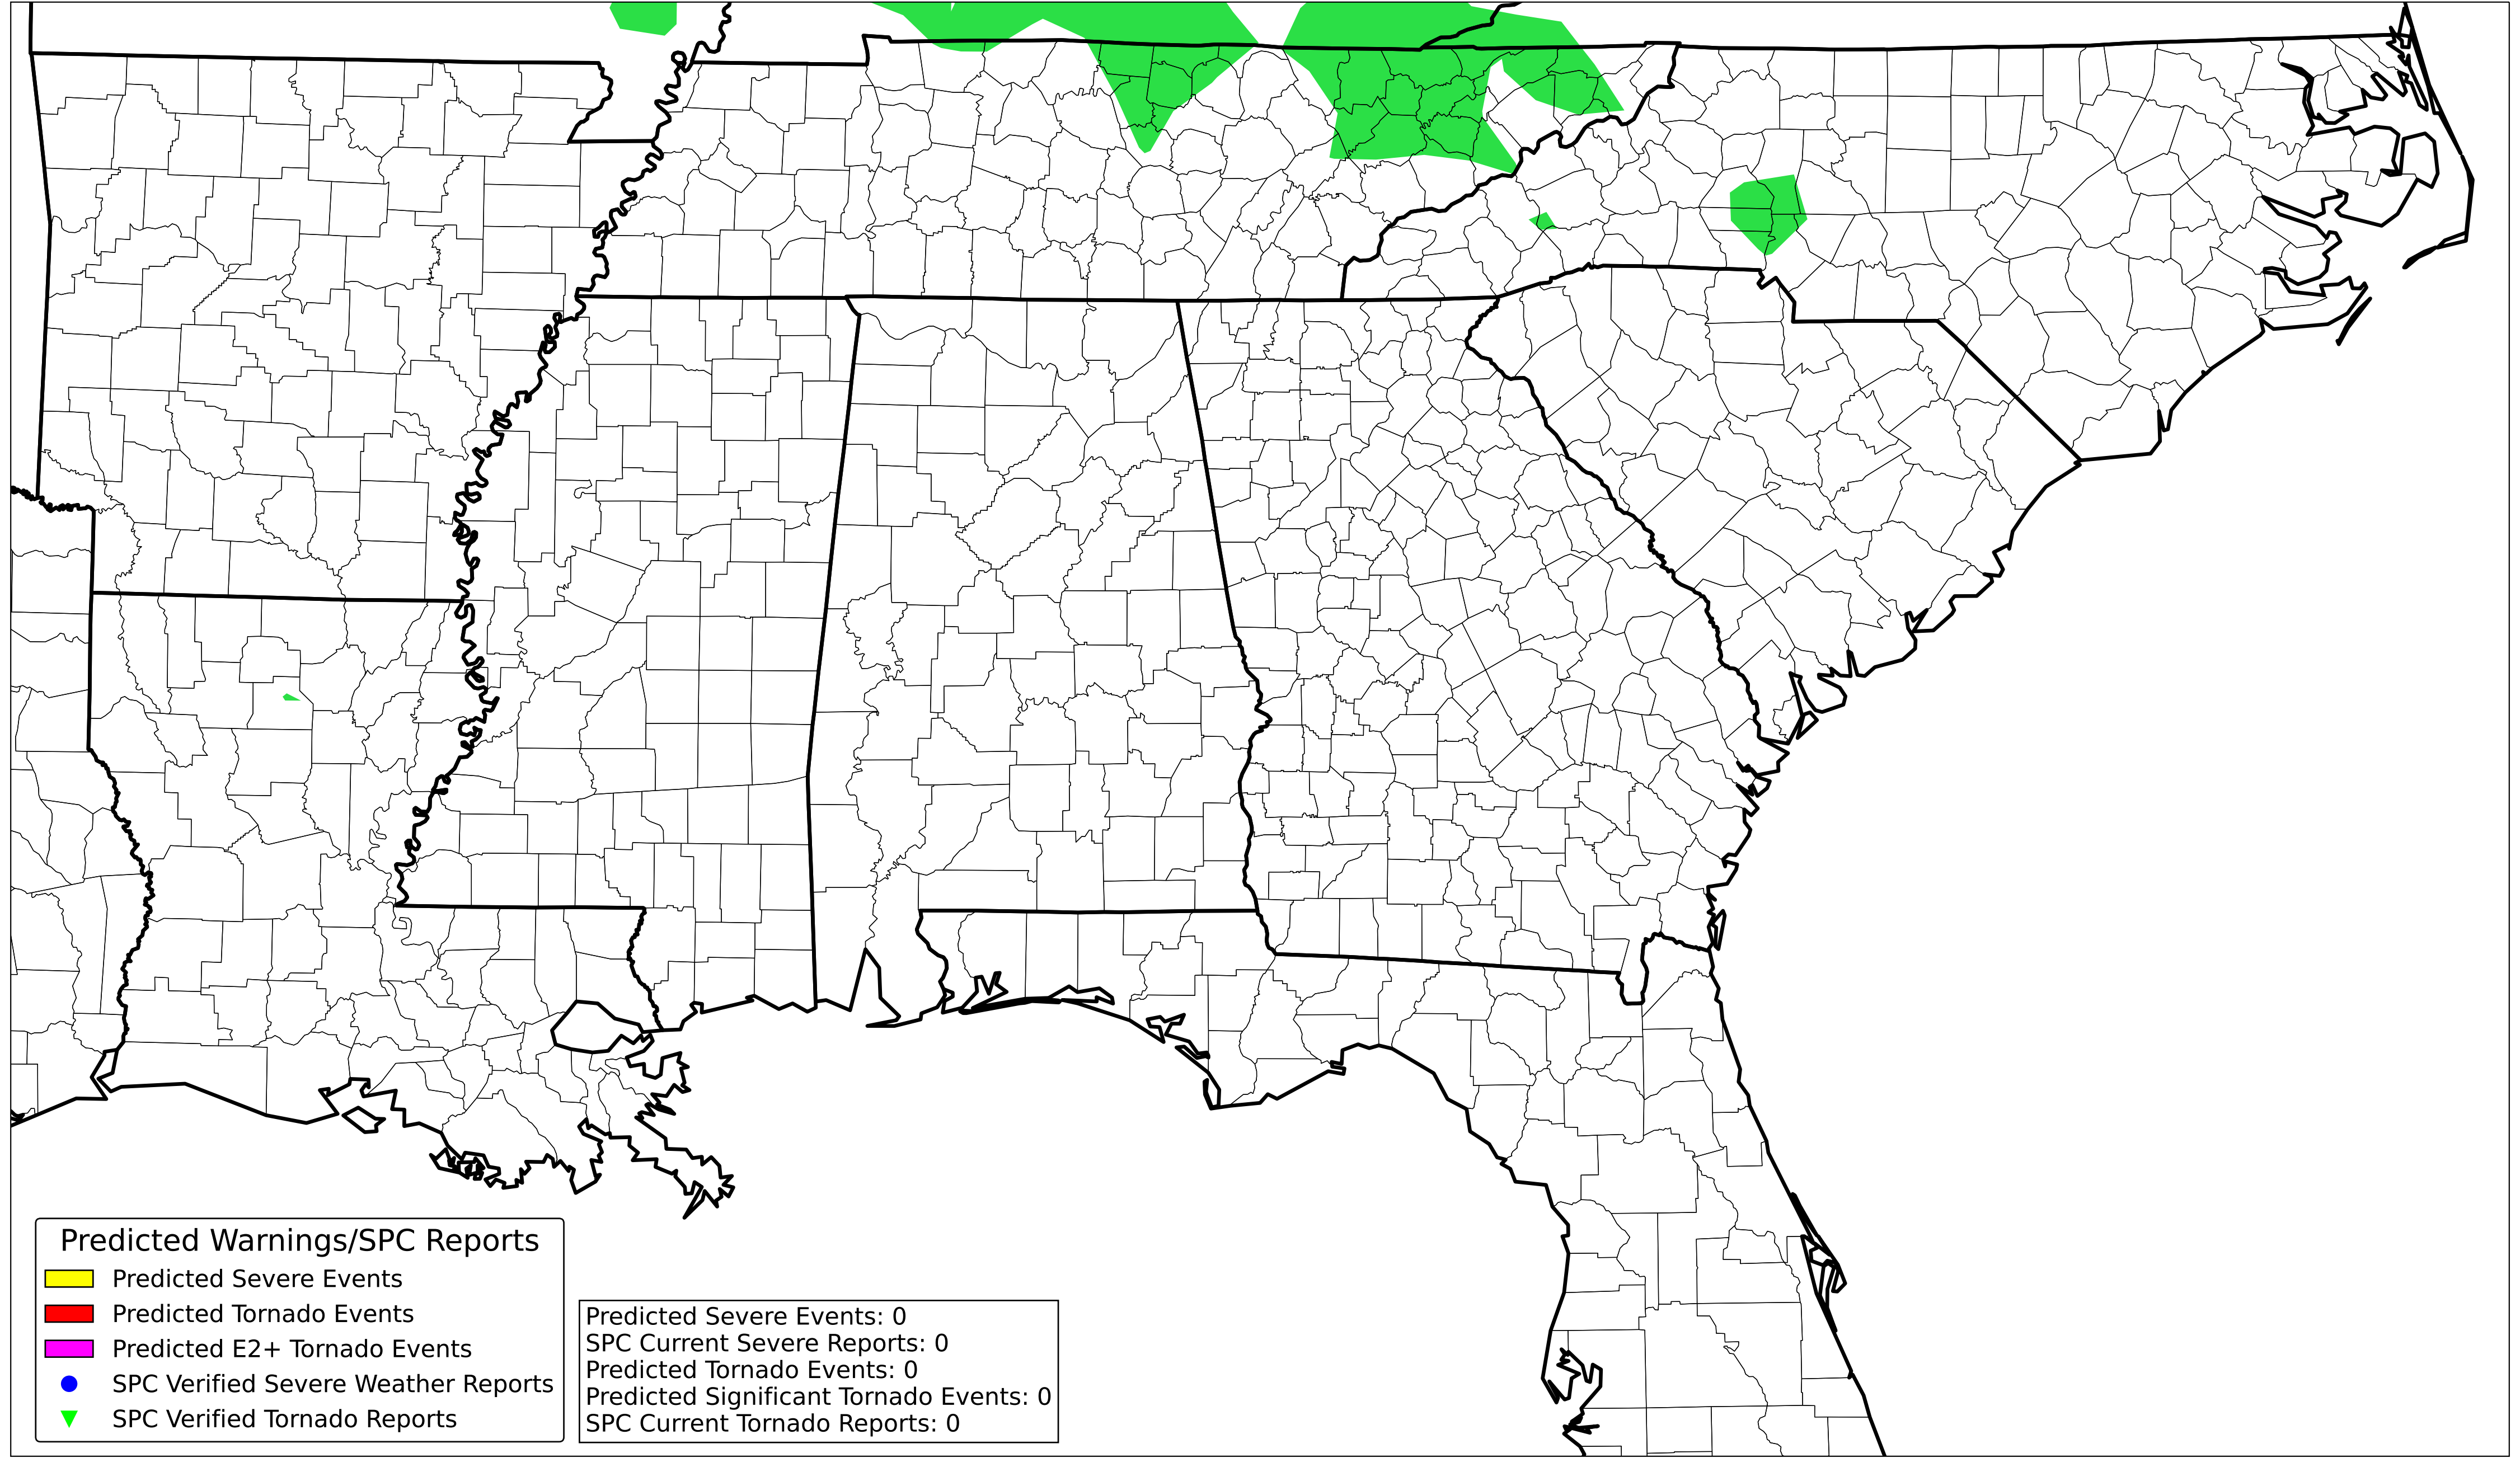 Predicted Warnings/SPC Reports
Predicted Severe Events
Predicted Tornado Events
Predicted E2+ Tornado Events
SPC Verified Severe Weather Reports
SPC Verified Tornado Reports
Predicted Severe Events: 0
SPC Current Severe Reports: 0
Predicted Tornado Events: 0
Predicted Significant Tornado Events: 0
SPC Current Tornado Reports: 0